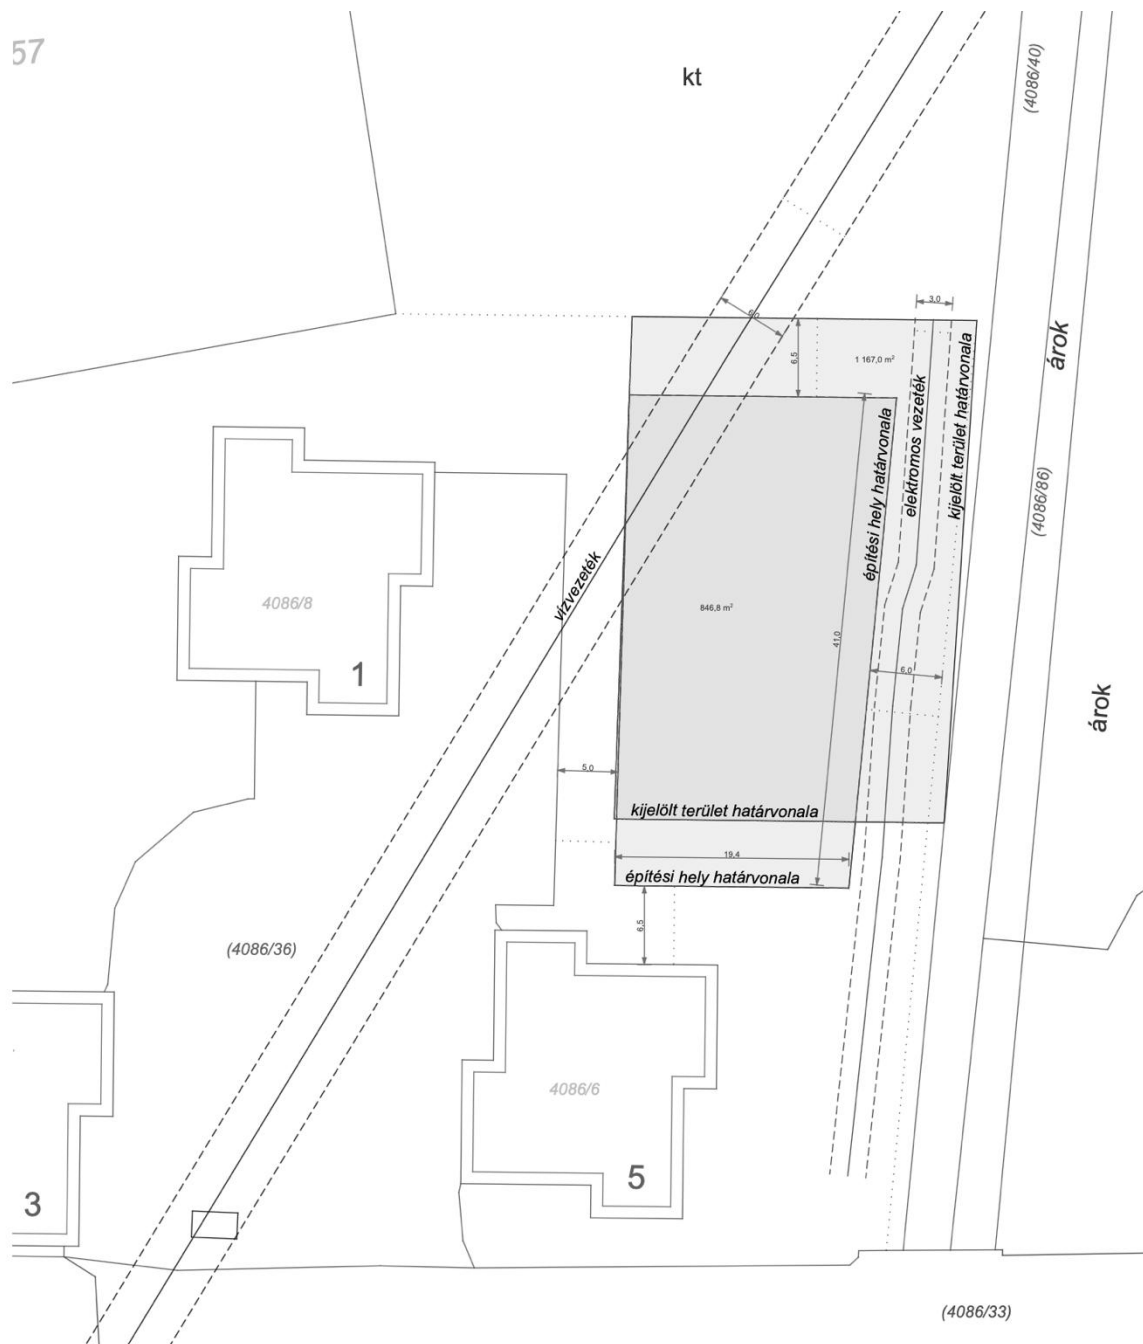 57
kt
(4086/40)
3,0
6,0
6,5
1 167,0 m²
árok
kijelölt terület határvonala
elektromos vezeték
építési hely határvonala
(4086/86)
vízvezeték
4086/8
1
846,8 m²
41,0
6,0
árok
5,0
kijelölt terület határvonala
19,4
építési hely határvonala
6,5
(4086/36)
4086/6
5
3
(4086/33)